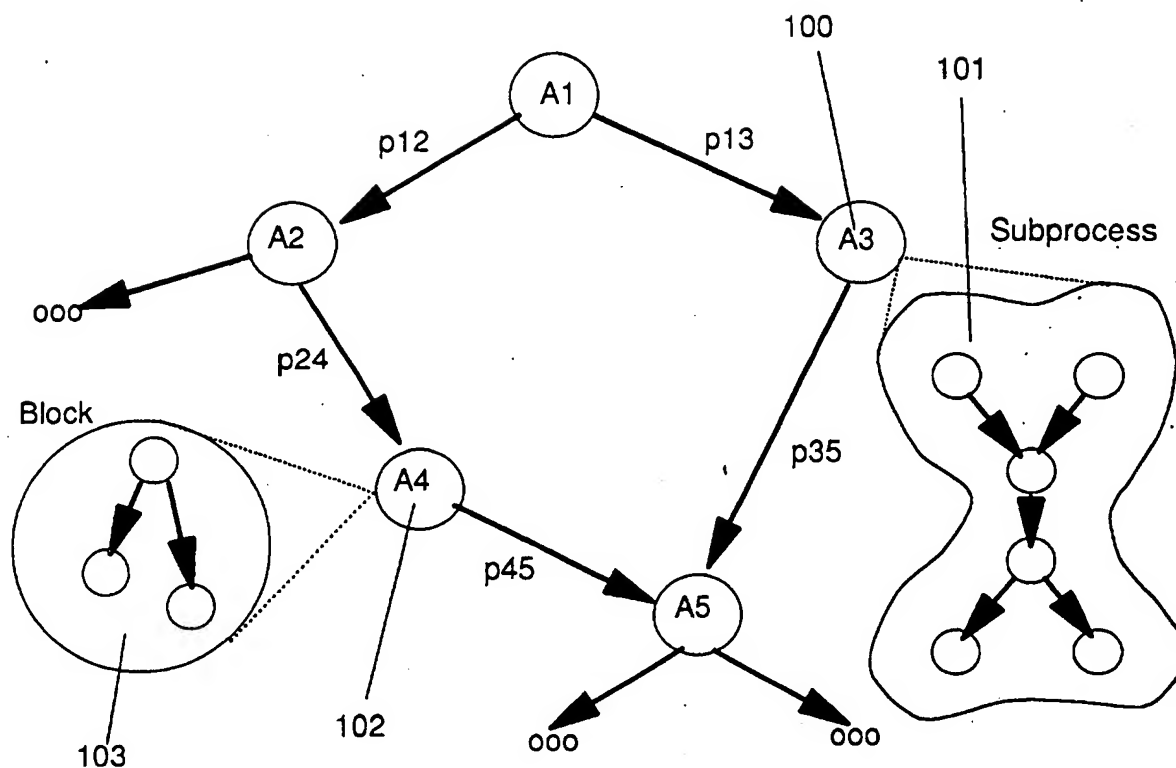 100
101
A1
p12
p13
A2
A3
Subprocess
ooo
p24
Block
p35
A4
p45
A5
102
ooo
ooo
103